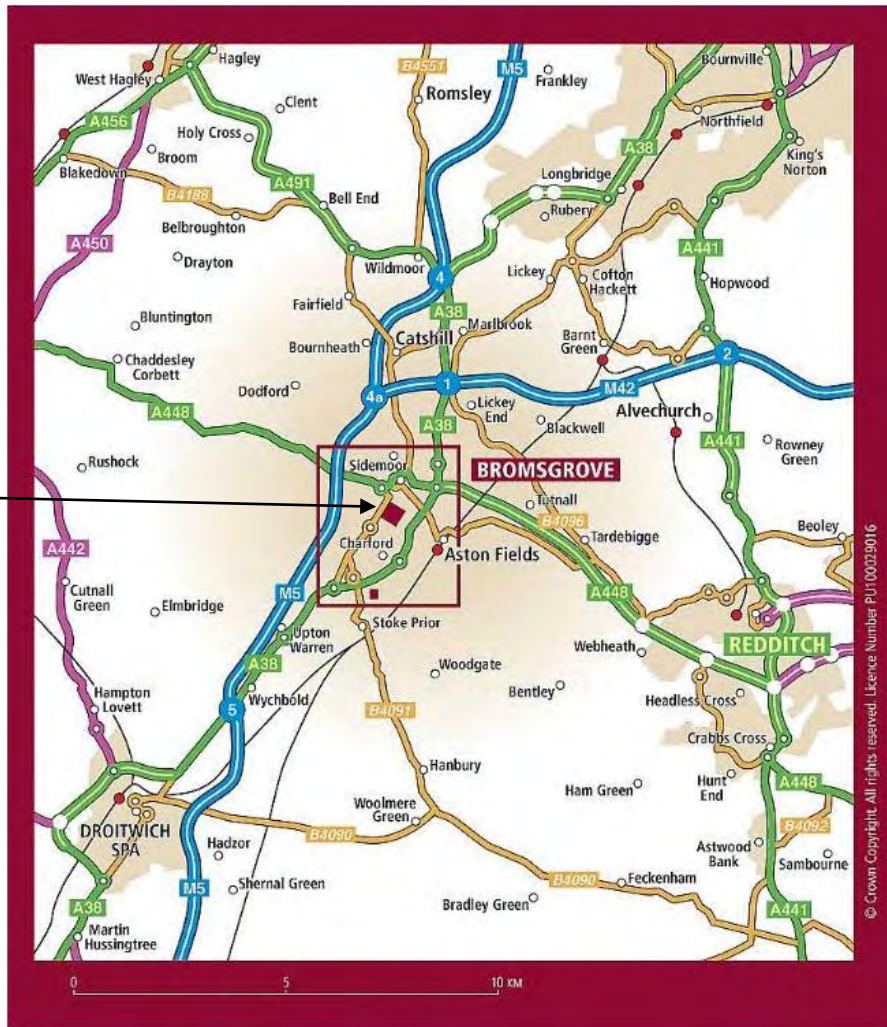 Hagley
West Hagley
B4551
M5
Frankley
Bournville
Clent
Romsley
A456
Holy Cross
Northfield
A38
Broom
Blakedown
King's
Norton
Longbridge
A491
B4188
Bell End
Rubery
Belbroughton
A450
A441
Drayton
Wildmoor
4
Lickey
Cofton
Hackett
Hopwood
Fairfield
A38
Bluntington
Marlbrook
Catshill
Barnt
Green
Bournheath
Chaddesley
Corbett
2
1
Dodford
4a
M42
Lickey
End
Alvechurch
A448
A38
Blackwell
A441
Rowney
Green
Rushock
Sidemoor
BROMSGROVE
Tutnall
B4096
Beoley
Tardebigge
Charford
Aston Fields
A442
Cutnall
Green
M5
A448
Elmbridge
Upton
Warren
Stoke Prior
REDDITCH
Webheath
A38
Woodgate
Hampton
Lovett
Wychbold
Bentley
Headless Cross
5
B4091
Crabbs Cross
Hanbury
Hunt
End
A448
Ham Green
Woolmere
Green
DROITWICH
SPA
B4090
B4092
Hadzor
Astwood
Bank
Sambourne
M5
Shernal Green
B4090
Feckenham
Bradley Green
A38
A441
Martin
Hussingtree
0 5 10 KM
© Crown Copyright. All rights reserved. Licence Number PU100029016